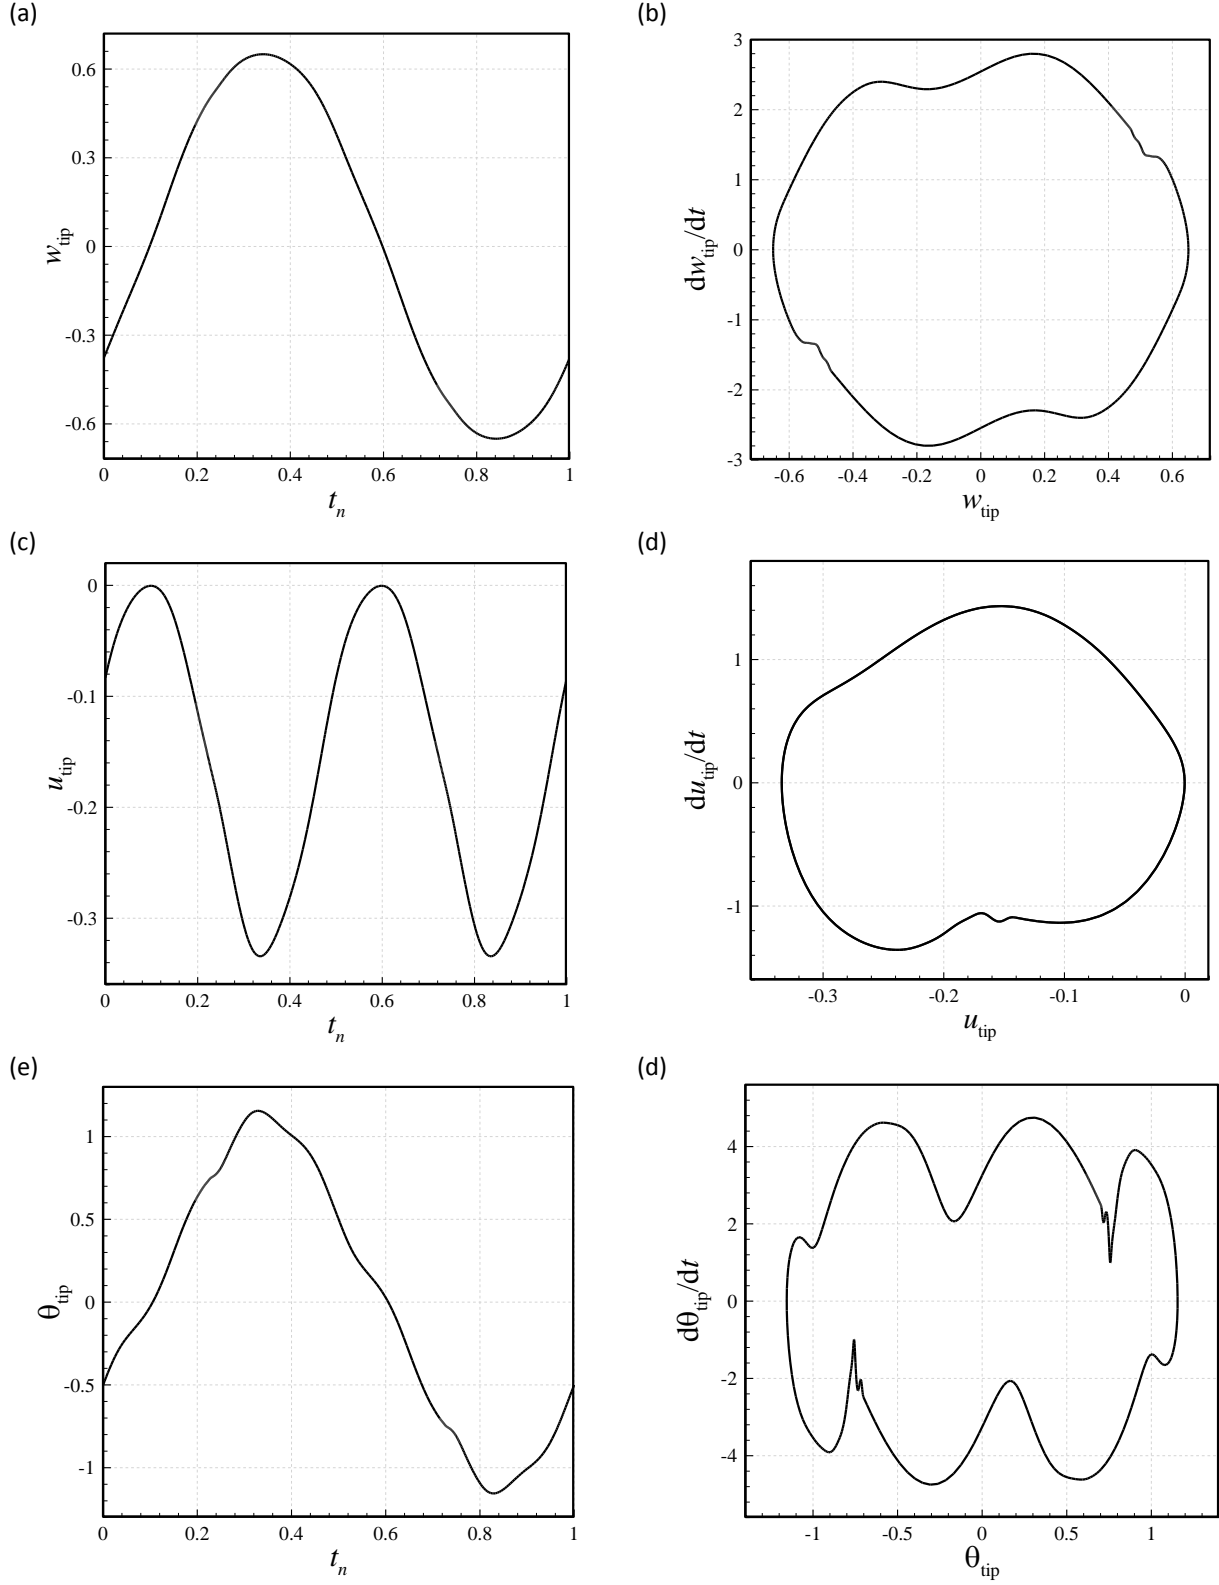 (a)
0.6
0.3
0
-0.3
-0.6
w_tip
0 0.2 0.4 0.6 0.8 1
t_n
(b)
3
2
1
0
-1
-2
-3
dw_tip/dt
-0.6 -0.4 -0.2 0 0.2 0.4 0.6
w_tip
(c)
0
-0.1
-0.2
-0.3
u_tip
0 0.2 0.4 0.6 0.8 1
t_n
(d)
1
0
-1
du_tip/dt
-0.3 -0.2 -0.1 0
u_tip
(e)
1
0.5
0
-0.5
-1
θ_tip
0 0.2 0.4 0.6 0.8 1
t_n
(d)
4
2
0
-2
-4
dθ_tip/dt
-1 -0.5 0 0.5 1
θ_tip